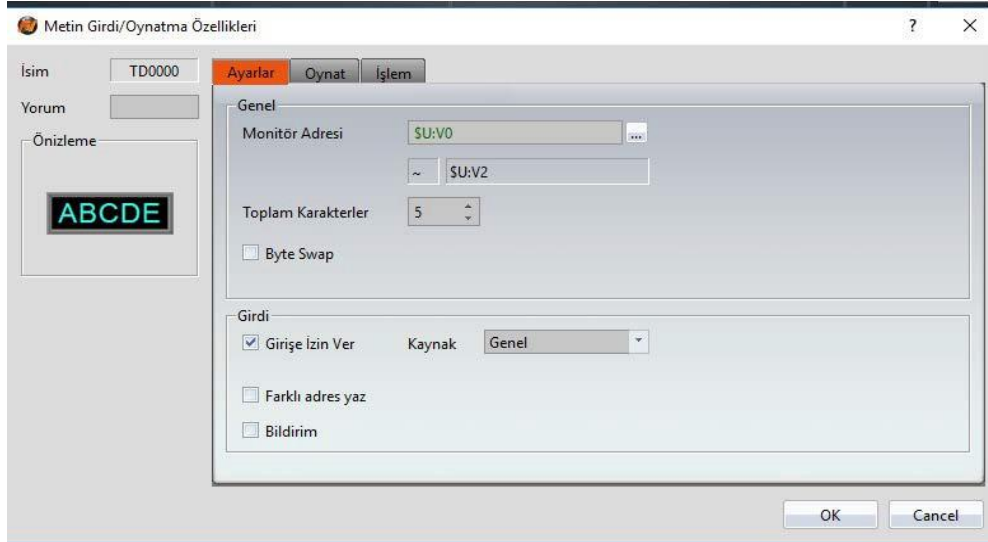 Metin Girdi/Oynatma Özellikleri ?
İsim TD0000
Yorum
Önizleme
ABCDE
Ayarlar Oynat İşlem
Genel
Monitör Adresi $U:V0 ...
~ $U:V2
Toplam Karakterler 5
Byte Swap
Girdi
Girişe İzin Ver Kaynak Genel
Farklı adres yaz
Bildirim
OK Cancel